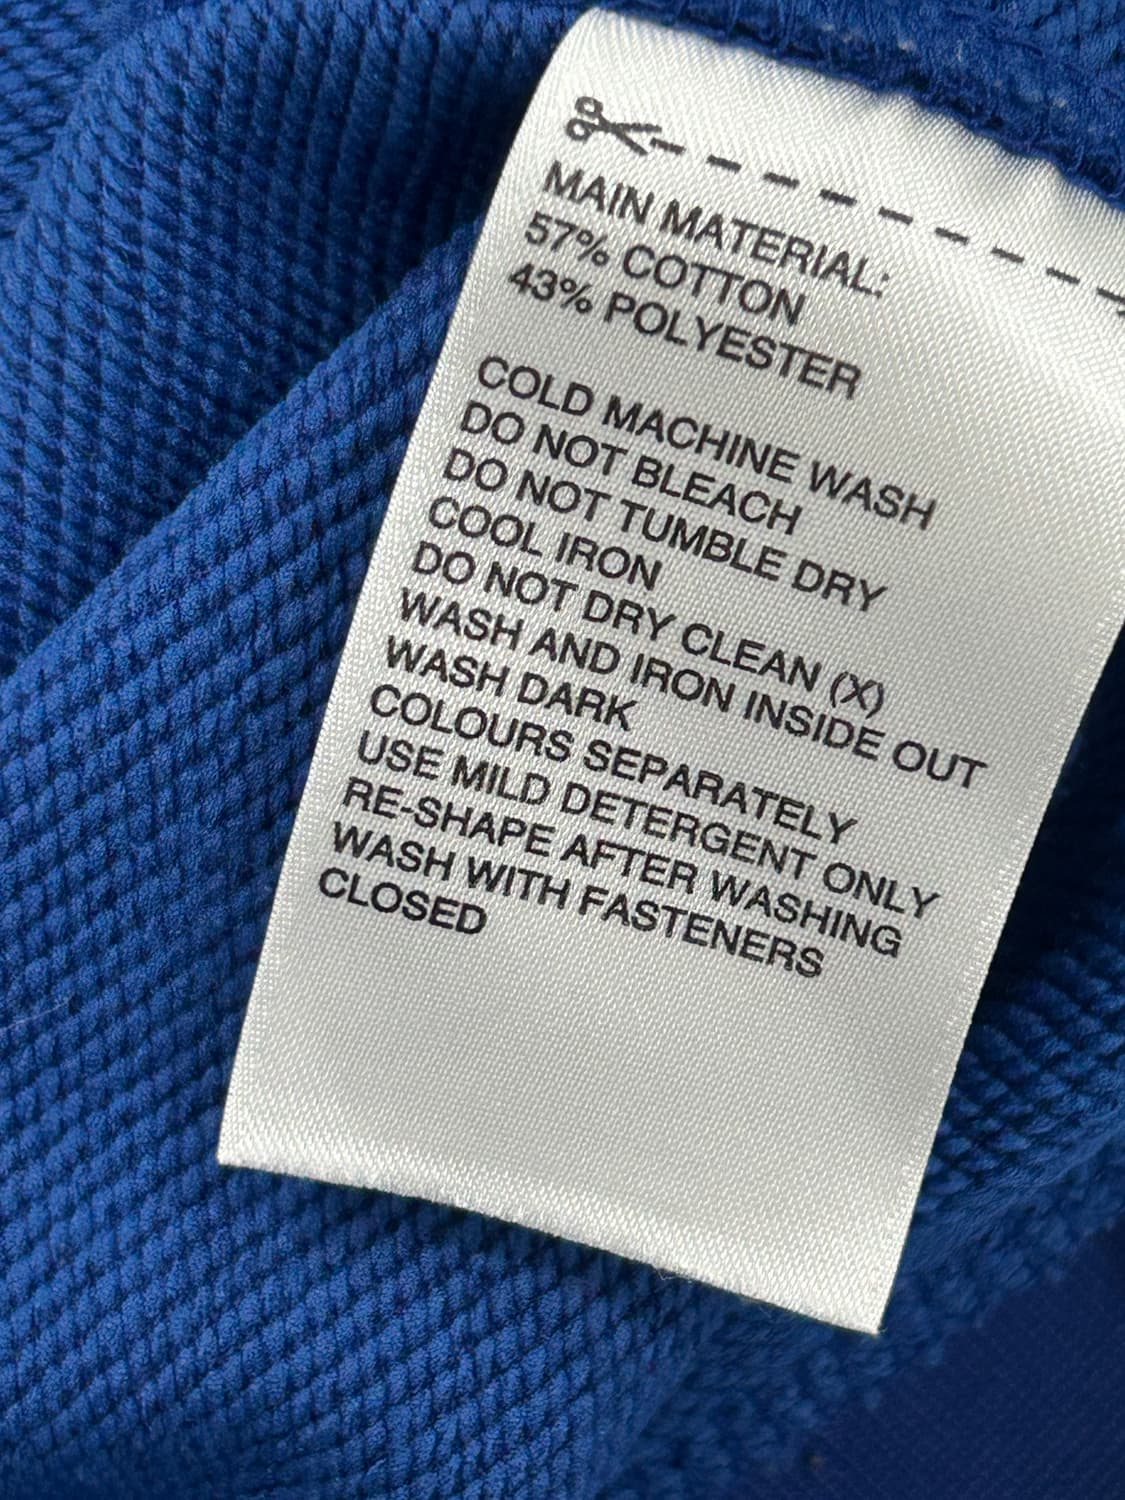 MAIN MATERIAL:
57% COTTON
43% POLYESTER
COLD MACHINE WASH
DO NOT BLEACH
DO NOT TUMBLE DRY
COOL IRON
DO NOT DRY CLEAN (X)
WASH AND IRON INSIDE OUT
WASH DARK
COLOURS SEPARATELY
USE MILD DETERGENT ONLY
RE-SHAPE AFTER WASHING
WASH WITH FASTENERS
CLOSED